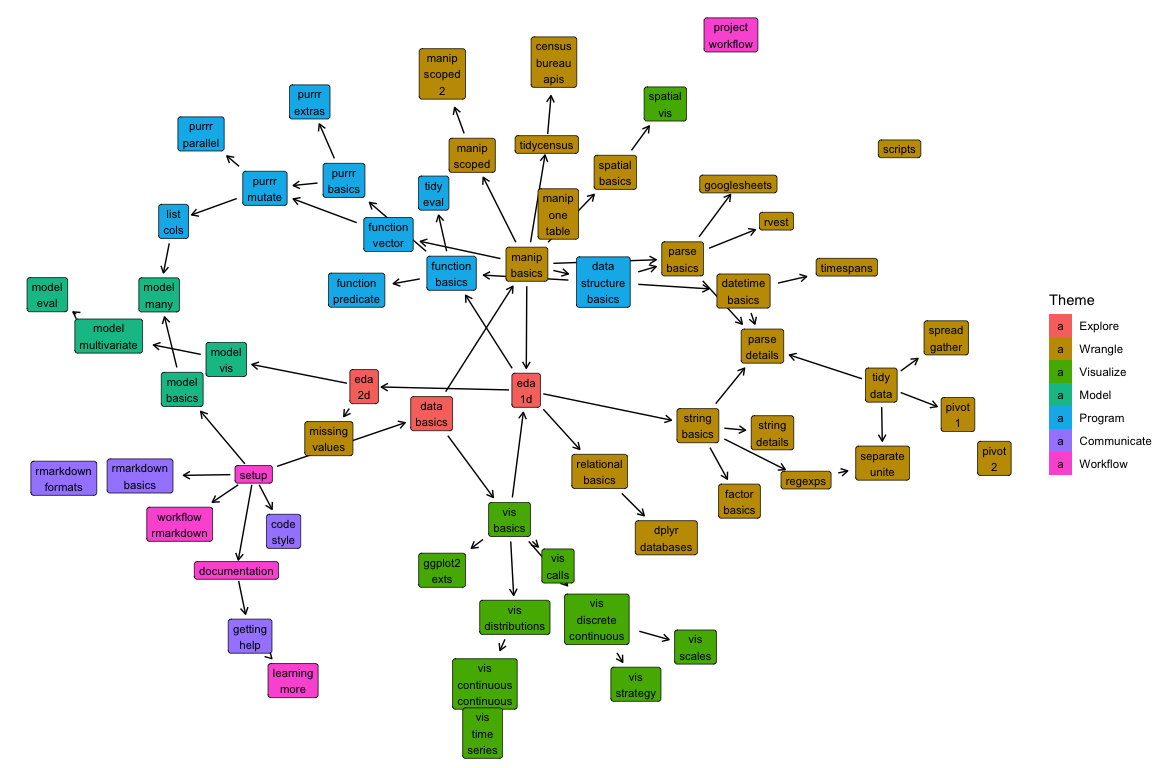 project
workflow
manip
scoped
2
census
bureau
apis
purrr
extras
spatial
vis
purrr
parallel
tidycensus
scripts
manip
scoped
spatial
basics
purrr
mutate
purrr
basics
tidy
eval
googlesheets
manip
one
table
list
cols
function
vector
rvest
manip
basics
parse
basics
function
basics
data
structure
basics
timespans
function
predicate
datetime
basics
model
eval
model
many
model
multivariate
parse
details
spread
gather
model
vis
model
basics
eda
2d
eda
1d
tidy
data
data
basics
pivot
1
missing
values
string
basics
string
details
pivot
2
separate
unite
rmarkdown
formats
rmarkdown
basics
setup
relational
basics
regexps
factor
basics
workflow
rmarkdown
code
style
vis
basics
dplyr
databases
documentation
ggplot2
exts
vis
calls
vis
distributions
vis
discrete
continuous
getting
help
vis
scales
learning
more
vis
continuous
continuous
vis
strategy
vis
time
series
Theme
a Explore
a Wrangle
a Visualize
a Model
a Program
a Communicate
a Workflow